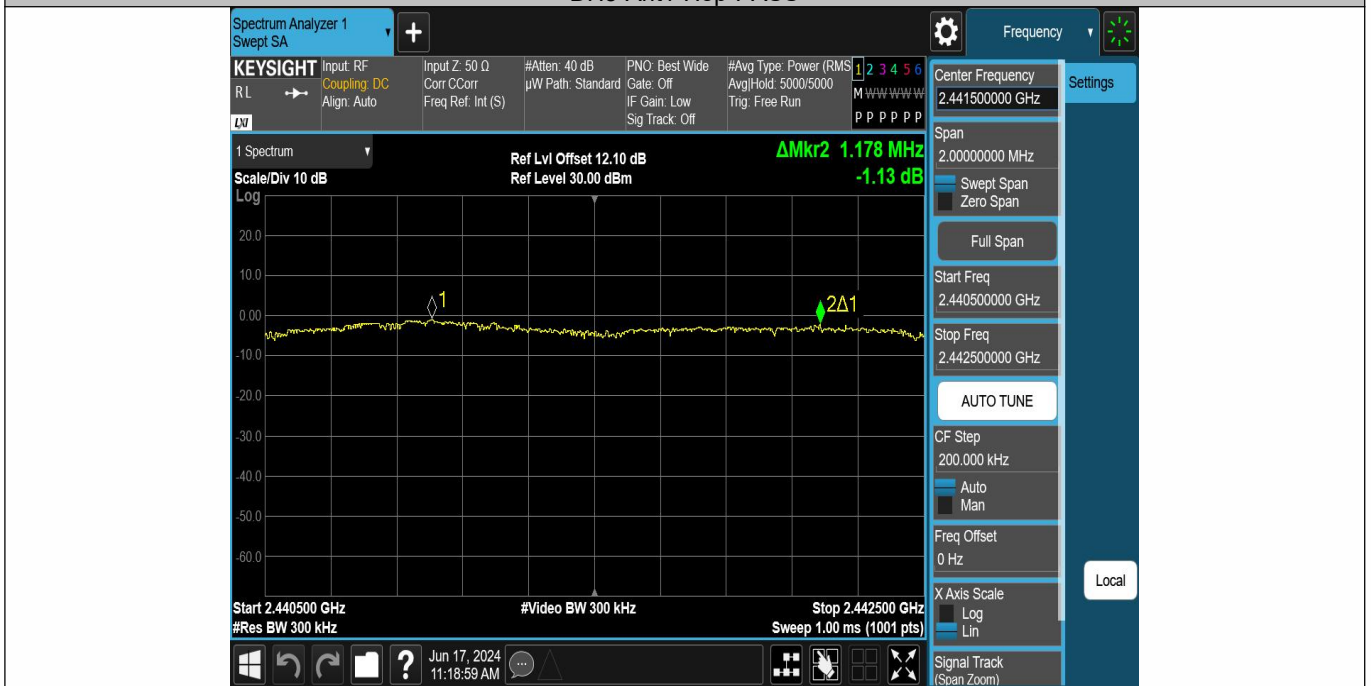 Spectrum Analyzer 1
Swept SA
Frequency
KEYSIGHT
RL
LXI
Input: RF
Coupling: DC
Align: Auto
Input Z: 50 Ω
Corr CCorr
Freq Ref: Int (S)
#Atten: 40 dB
µW Path: Standard
PNO: Best Wide
Gate: Off
IF Gain: Low
Sig Track: Off
#Avg Type: Power (RMS
Avg|Hold: 5000/5000
Trig: Free Run
1 2 3 4 5 6
M W W W W W
P P P P P P
Center Frequency
2.441500000 GHz
Settings
1 Spectrum
Scale/Div 10 dB
Log
Ref Lvl Offset 12.10 dB
Ref Level 30.00 dBm
ΔMkr2 1.178 MHz
-1.13 dB
Span
2.00000000 MHz
Swept Span
Zero Span
Full Span
20.0
10.0
0.00
-10.0
-20.0
-30.0
-40.0
-50.0
-60.0
1
2Δ1
Start Freq
2.440500000 GHz
Stop Freq
2.442500000 GHz
AUTO TUNE
CF Step
200.000 kHz
Auto
Man
Freq Offset
0 Hz
Local
X Axis Scale
Log
Lin
Start 2.440500 GHz
#Res BW 300 kHz
#Video BW 300 kHz
Stop 2.442500 GHz
Sweep 1.00 ms (1001 pts)
?
Jun 17, 2024
11:18:59 AM
Signal Track
(Span Zoom)